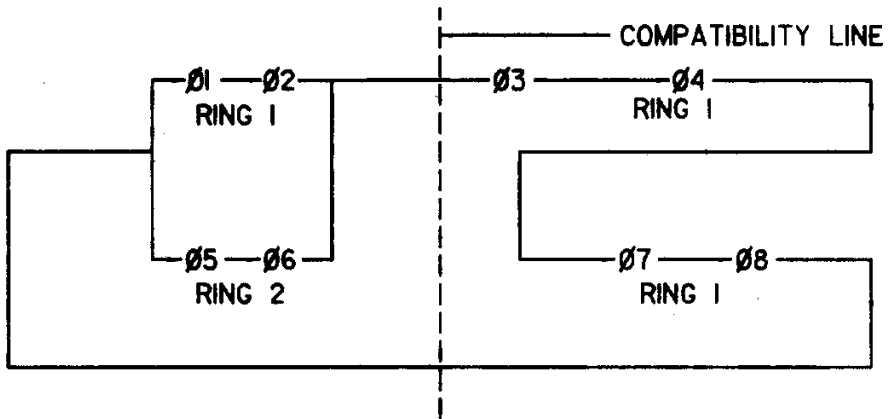 COMPATIBILITY LINE
Ø1 Ø2 Ø3 Ø4
RING 1 RING 1
Ø5 Ø6 Ø7 Ø8
RING 2 RING 1